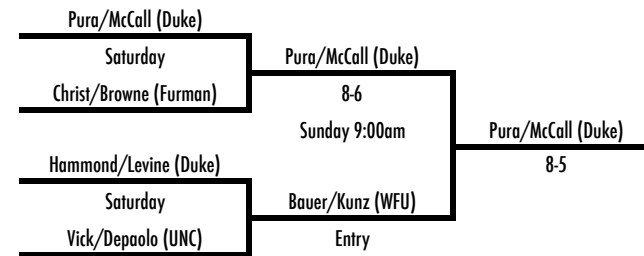 Pura/McCall (Duke)
Saturday
Christ/Browne (Furman)
Pura/McCall (Duke)
8-6
Sunday 9:00am
Pura/McCall (Duke)
8-5
Hammond/Levine (Duke)
Saturday
Vick/Depaolo (UNC)
Bauer/Kunz (WFU)
Entry